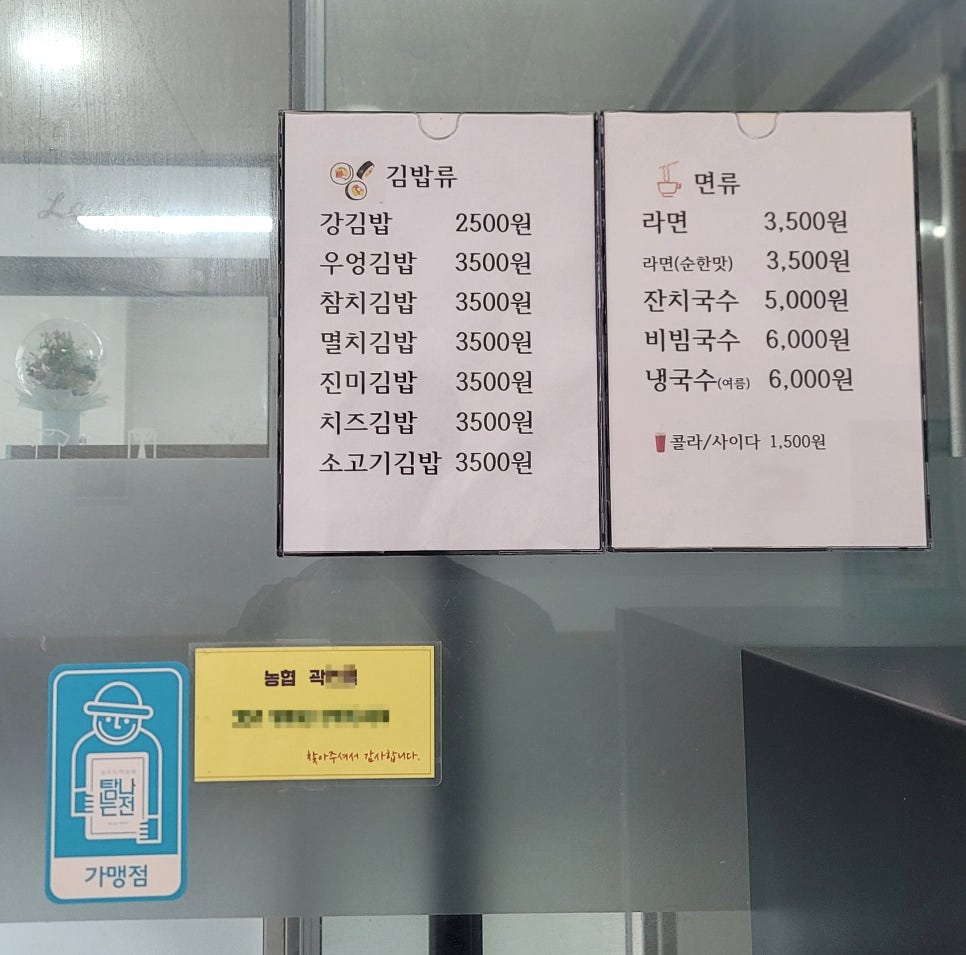 김밥류
강김밥 2500원
우엉김밥 3500원
참치김밥 3500원
멸치김밥 3500원
진미김밥 3500원
치즈김밥 3500원
소고기김밥 3500원
면류
라면 3,500원
라면(순한맛) 3,500원
잔치국수 5,000원
비빔국수 6,000원
냉국수(여름) 6,000원
콜라/사이다 1,500원
농협 곽
찾아주셔서 감사합니다.
탐나
는전
가맹점